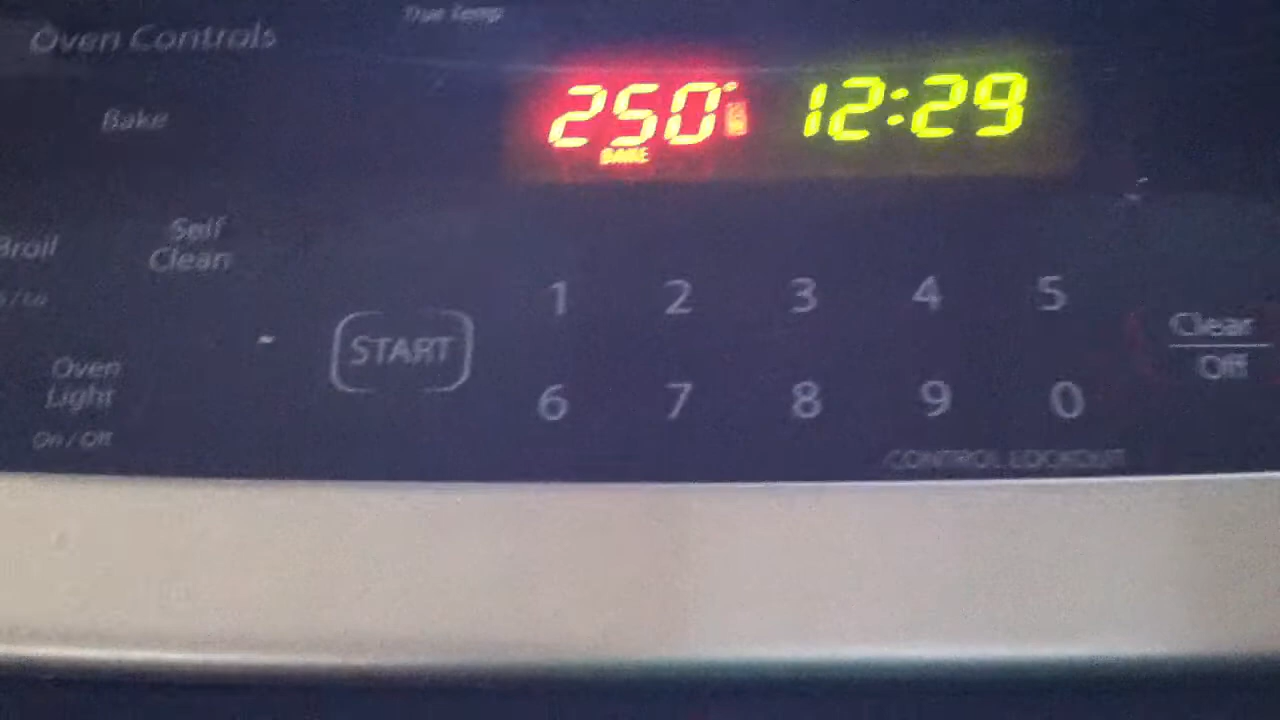 True Temp
Oven Controls
250°
BAKE
12:29
Bake
Broil
Self
Clean
/ Lo
1 2 3 4 5
START
Clear
Off
Oven
Light
On / Off
6 7 8 9 0
CONTROL LOCKOUT